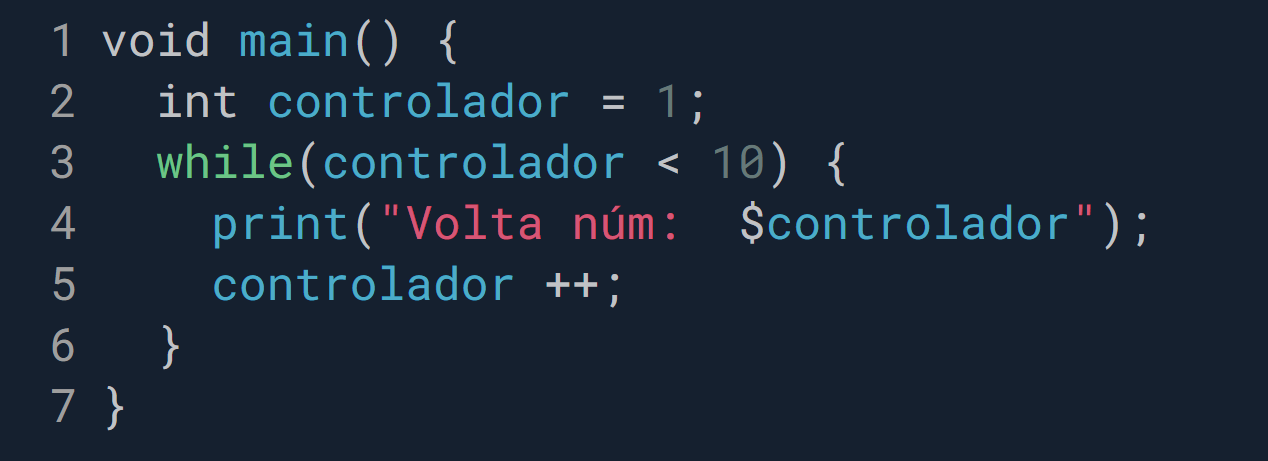 1 void main() {
2   int controlador = 1;
3   while(controlador < 10) {
4     print("Volta núm:  $controlador");
5     controlador ++;
6   }
7 }